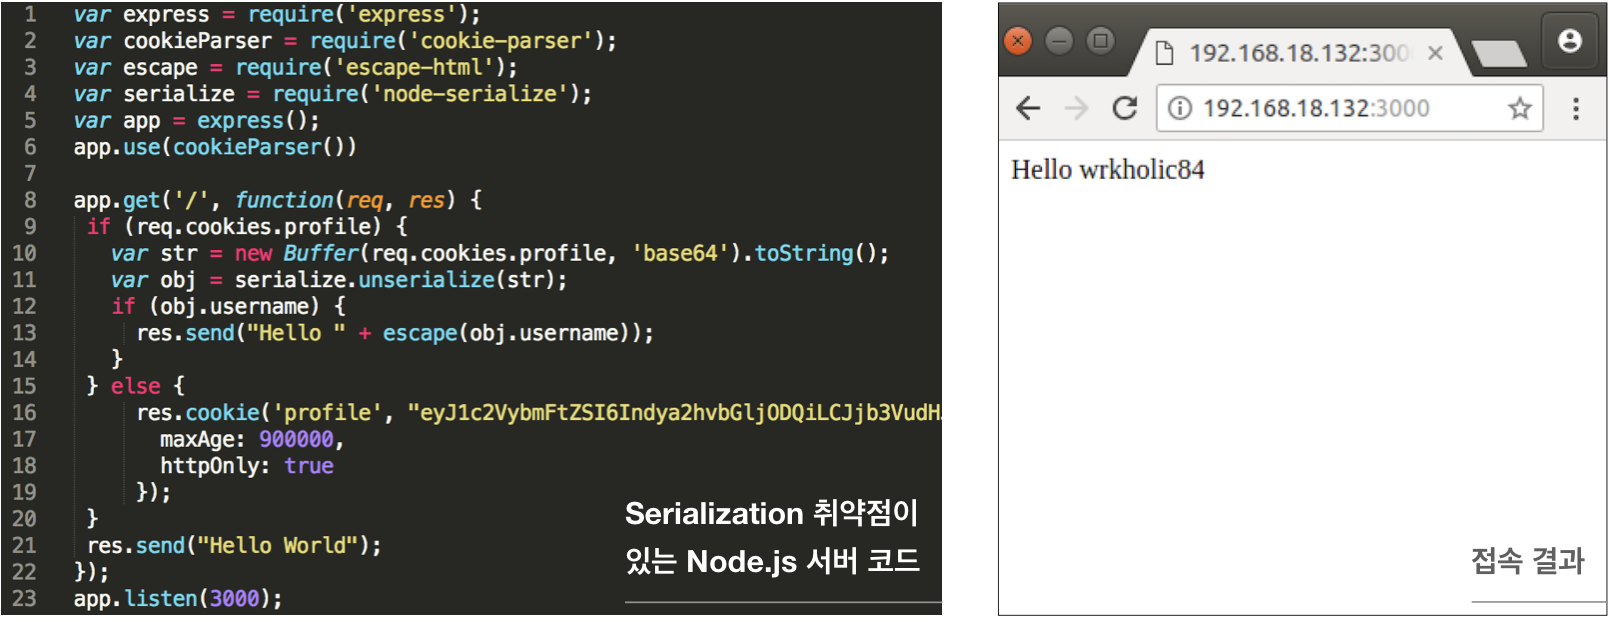 1 var express = require('express');
2 var cookieParser = require('cookie-parser');
3 var escape = require('escape-html');
4 var serialize = require('node-serialize');
5 var app = express();
6 app.use(cookieParser())
7
8 app.get('/', function(req, res) {
9 if (req.cookies.profile) {
10 var str = new Buffer(req.cookies.profile, 'base64').toString();
11 var obj = serialize.unserialize(str);
12 if (obj.username) {
13 res.send("Hello " + escape(obj.username));
14 }
15 } else {
16 res.cookie('profile', "eyJ1c2VybmFtZSI6Indya2hvbGljODQiLCJjb3VudHJ
17 maxAge: 900000,
18 httpOnly: true
19 });
20 }
21 res.send("Hello World");
22 });
23 app.listen(3000);
Serialization 취약점이
있는 Node.js 서버 코드
192.168.18.132:300
192.168.18.132:3000
Hello wrkholic84
접속 결과